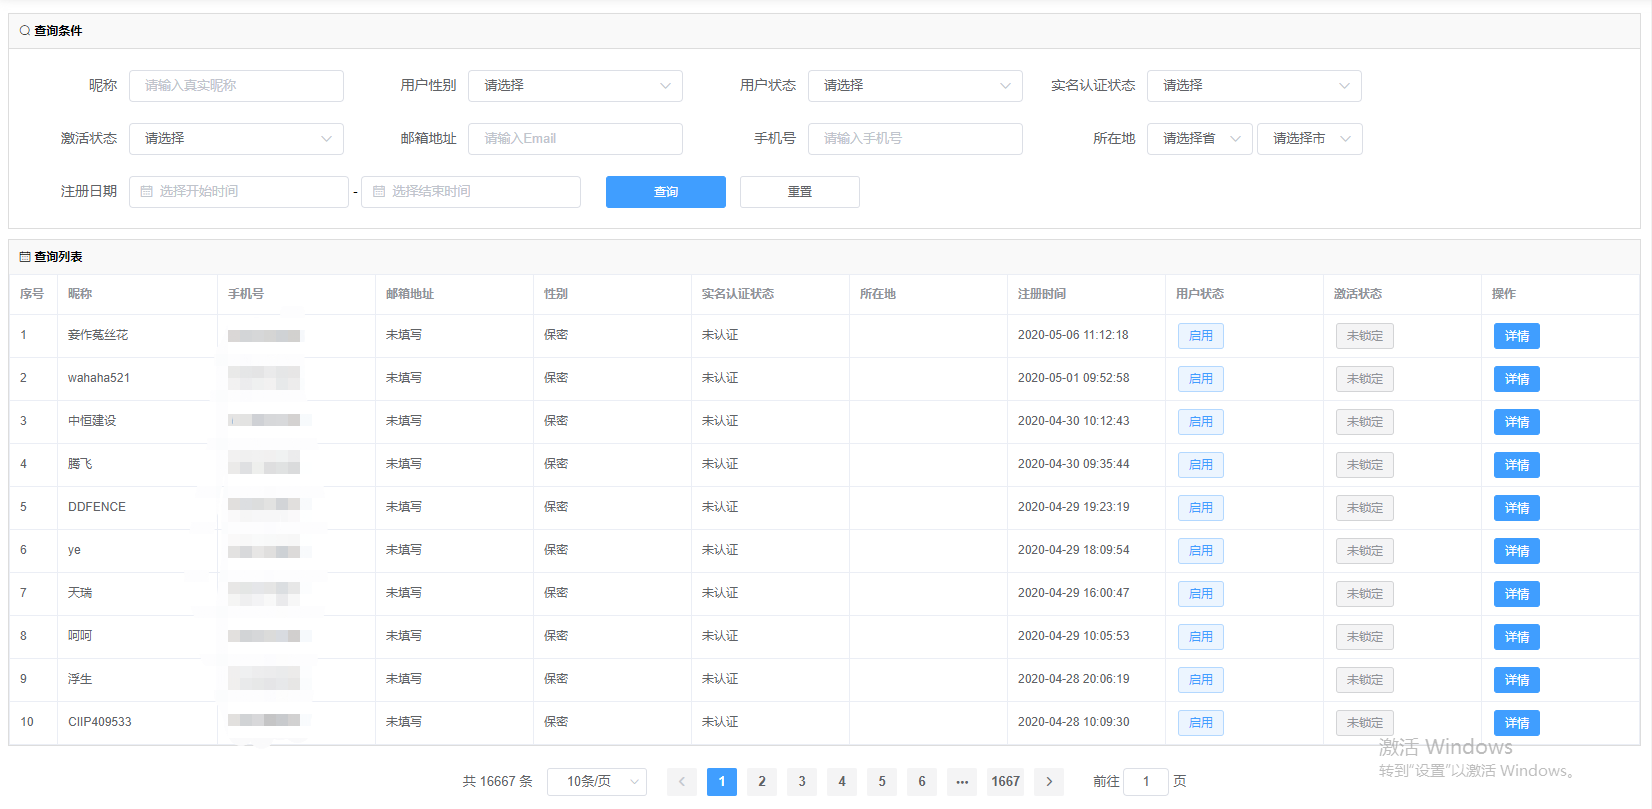 查询条件
昵称 请输入真实昵称 用户性别 请选择 用户状态 请选择 实名认证状态 请选择
激活状态 请选择 邮箱地址 请输入Email 手机号 请输入手机号 所在地 请选择省 请选择市
注册日期 选择开始时间 - 选择结束时间 查询 重置
查询列表
序号 昵称 手机号 邮箱地址 性别 实名认证状态 所在地 注册时间 用户状态 激活状态 操作
1 妾作菟丝花 未填写 保密 未认证 2020-05-06 11:12:18 启用 未锁定 详情
2 wahaha521 未填写 保密 未认证 2020-05-01 09:52:58 启用 未锁定 详情
3 中恒建设 未填写 保密 未认证 2020-04-30 10:12:43 启用 未锁定 详情
4 腾飞 未填写 保密 未认证 2020-04-30 09:35:44 启用 未锁定 详情
5 DDFENCE 未填写 保密 未认证 2020-04-29 19:23:19 启用 未锁定 详情
6 ye 未填写 保密 未认证 2020-04-29 18:09:54 启用 未锁定 详情
7 天瑞 未填写 保密 未认证 2020-04-29 16:00:47 启用 未锁定 详情
8 呵呵 未填写 保密 未认证 2020-04-29 10:05:53 启用 未锁定 详情
9 浮生 未填写 保密 未认证 2020-04-28 20:06:19 启用 未锁定 详情
10 CIIP409533 未填写 保密 未认证 2020-04-28 10:09:30 启用 未锁定 详情
激活 Windows
转到"设置"以激活 Windows。
共 16667 条 10条/页 < 1 2 3 4 5 6 ••• 1667 > 前往 1 页